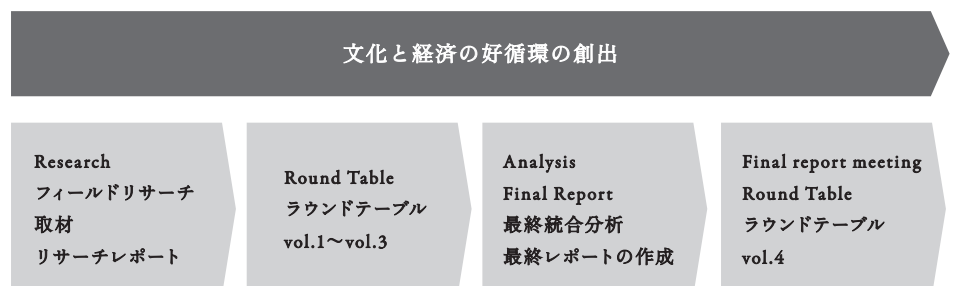 文化と経済の好循環の創出
Research
フィールドリサーチ
取材
リサーチレポート
Round Table
ラウンドテーブル
vol.1〜vol.3
Analysis
Final Report
最終統合分析
最終レポートの作成
Final report meeting
Round Table
ラウンドテーブル
vol.4